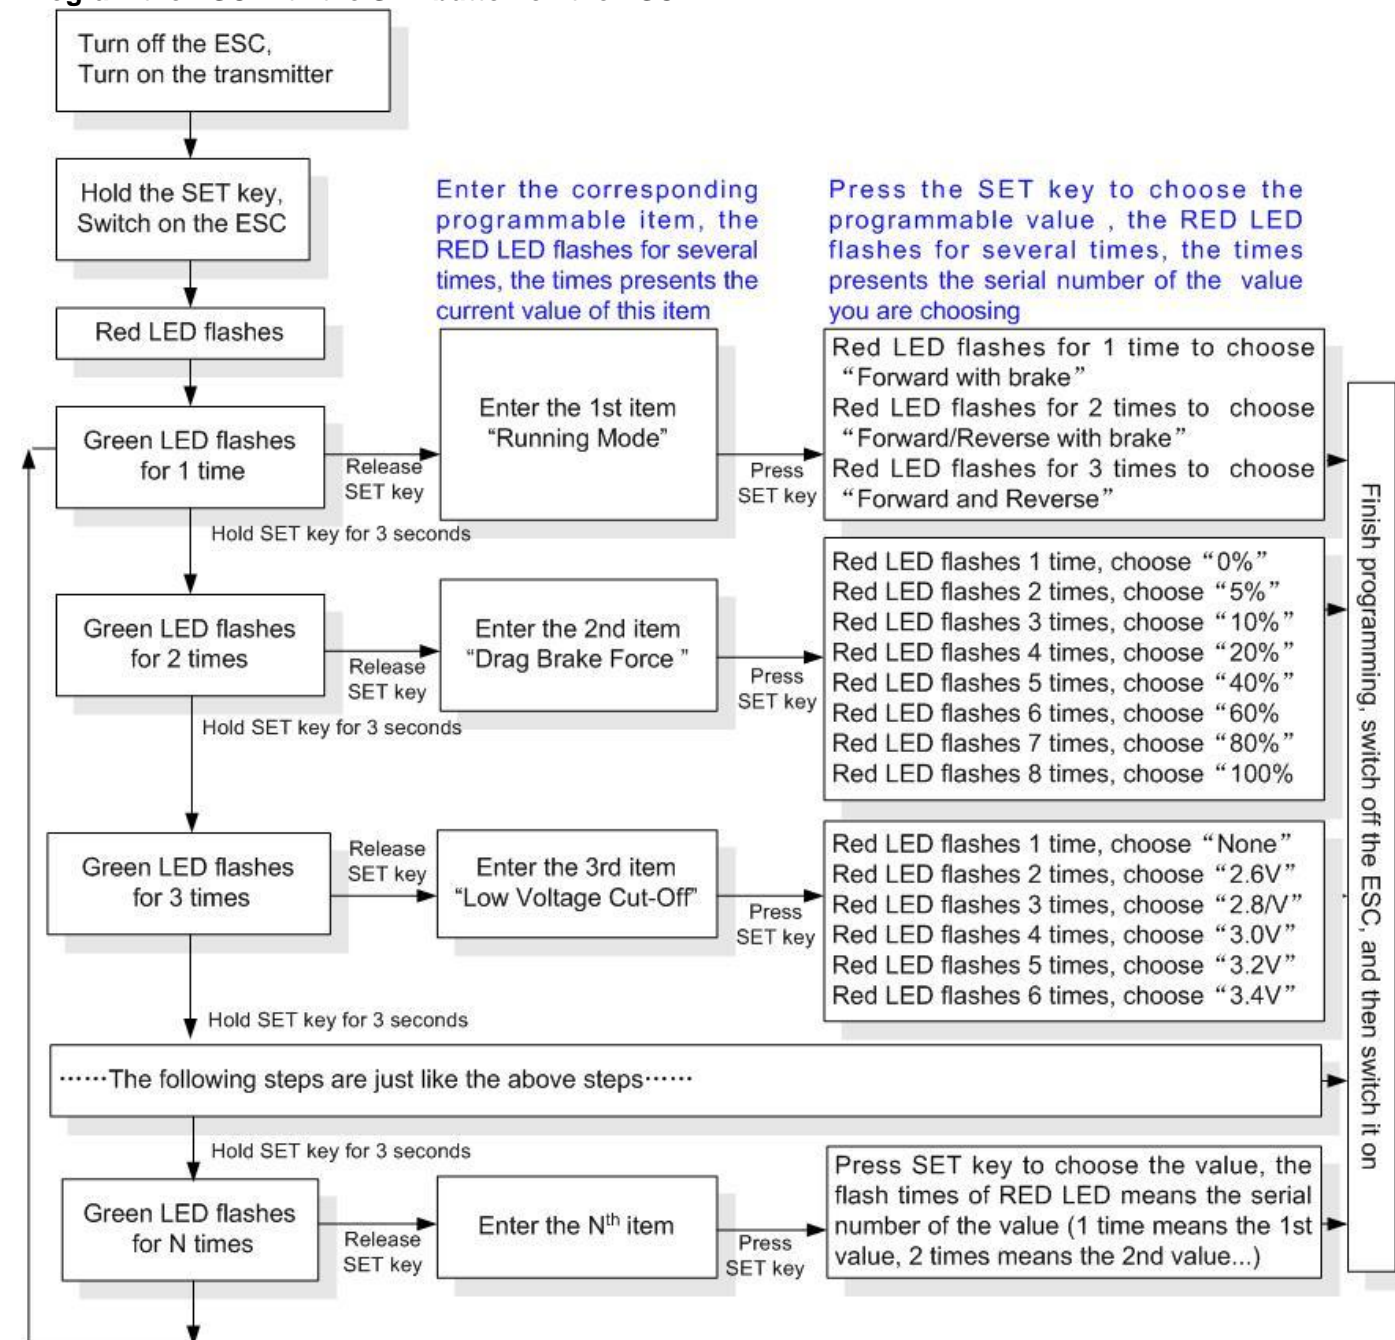 Turn off the ESC,
Turn on the transmitter
Hold the SET key,
Switch on the ESC
Enter the corresponding
programmable item, the
RED LED flashes for several
times, the times presents the
current value of this item
Press the SET key to choose the
programmable value , the RED LED
flashes for several times, the times
presents the serial number of the value
you are choosing
Red LED flashes
Green LED flashes
for 1 time
Release
SET key
Enter the 1st item
“Running Mode”
Press
SET key
Red LED flashes for 1 time to choose
“Forward with brake”
Red LED flashes for 2 times to choose
“Forward/Reverse with brake”
Red LED flashes for 3 times to choose
“Forward and Reverse”
Hold SET key for 3 seconds
Green LED flashes
for 2 times
Release
SET key
Enter the 2nd item
“Drag Brake Force ”
Press
SET key
Red LED flashes 1 time, choose “0%”
Red LED flashes 2 times, choose “5%”
Red LED flashes 3 times, choose “10%”
Red LED flashes 4 times, choose “20%”
Red LED flashes 5 times, choose “40%”
Red LED flashes 6 times, choose “60%
Red LED flashes 7 times, choose “80%”
Red LED flashes 8 times, choose “100%
Hold SET key for 3 seconds
Green LED flashes
for 3 times
Release
SET key
Enter the 3rd item
“Low Voltage Cut-Off”
Press
SET key
Red LED flashes 1 time, choose “None”
Red LED flashes 2 times, choose “2.6V”
Red LED flashes 3 times, choose “2.8/V”
Red LED flashes 4 times, choose “3.0V”
Red LED flashes 5 times, choose “3.2V”
Red LED flashes 6 times, choose “3.4V”
Hold SET key for 3 seconds
······The following steps are just like the above steps······
Hold SET key for 3 seconds
Green LED flashes
for N times
Release
SET key
Enter the Nth item
Press
SET key
Press SET key to choose the value, the
flash times of RED LED means the serial
number of the value (1 time means the 1st
value, 2 times means the 2nd value...)
Finish programming, switch off the ESC, and then switch it on